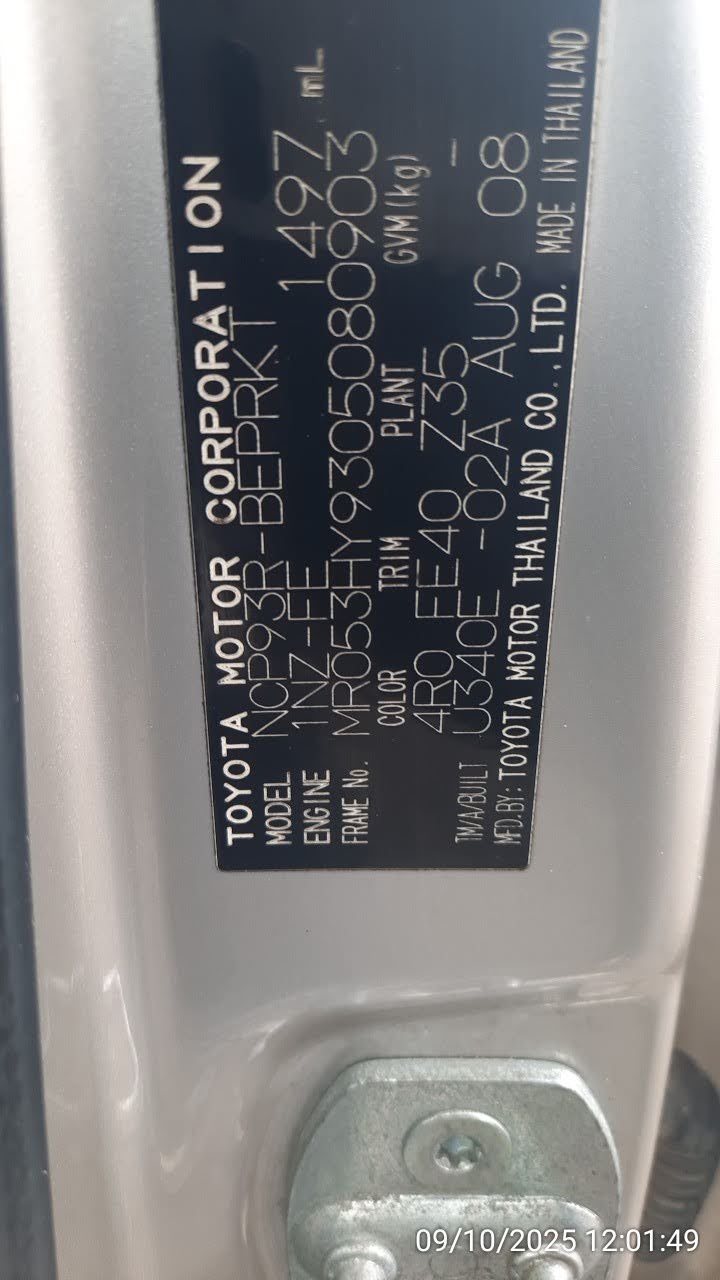 TOYOTA MOTOR CORPORATION
MODEL NCP93R-BEPRKT
ENGINE 1NZ-FE 1497 mL
FRAME No. MR053HY9305080903
COLOR TRIM PLANT GVM(kg)
4R0 FE40 Z35 -
TM/A/BUILT U340E -02A AUG 08
MFD.BY: TOYOTA MOTOR THAILAND CO.,LTD. MADE IN THAILAND
09/10/2025 12:01:49